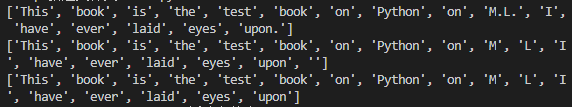 ['This', 'book', 'is', 'the', 'test', 'book', 'on', 'Python', 'on', 'M.L.', 'I',
 'have', 'ever', 'laid', 'eyes', 'upon.']
['This', 'book', 'is', 'the', 'test', 'book', 'on', 'Python', 'on', 'M', 'L', 'I
', 'have', 'ever', 'laid', 'eyes', 'upon', '']
['This', 'book', 'is', 'the', 'test', 'book', 'on', 'Python', 'on', 'M', 'L', 'I
', 'have', 'ever', 'laid', 'eyes', 'upon']